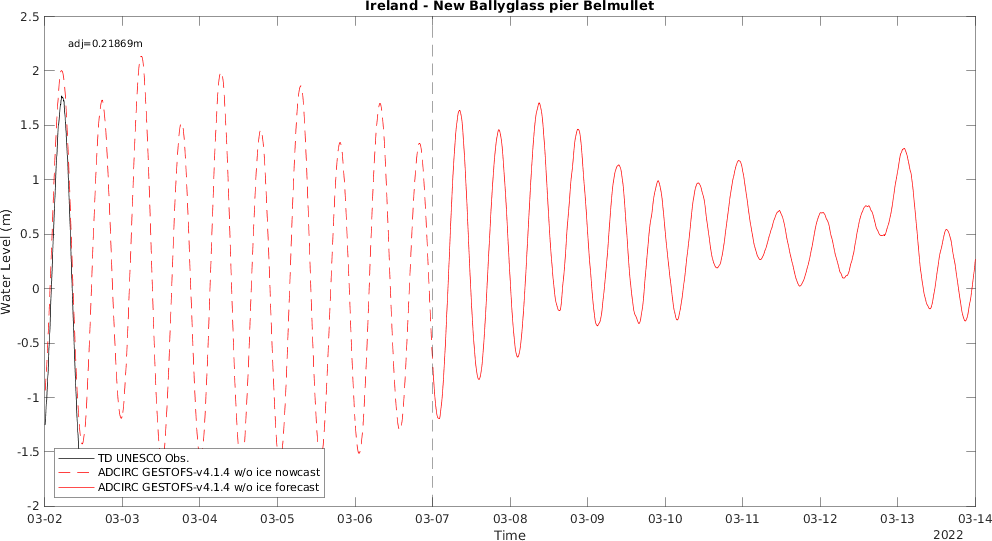 Ireland - New Ballyglass pier Belmullet
adj=0.21869m
2.5
2
1.5
1
0.5
0
-0.5
-1
-1.5
-2
Water Level (m)
TD UNESCO Obs.
ADCIRC GESTOFS-v4.1.4 w/o ice nowcast
ADCIRC GESTOFS-v4.1.4 w/o ice forecast
03-02 03-03 03-04 03-05 03-06 03-07 03-08 03-09 03-10 03-11 03-12 03-13 03-14
Time
2022